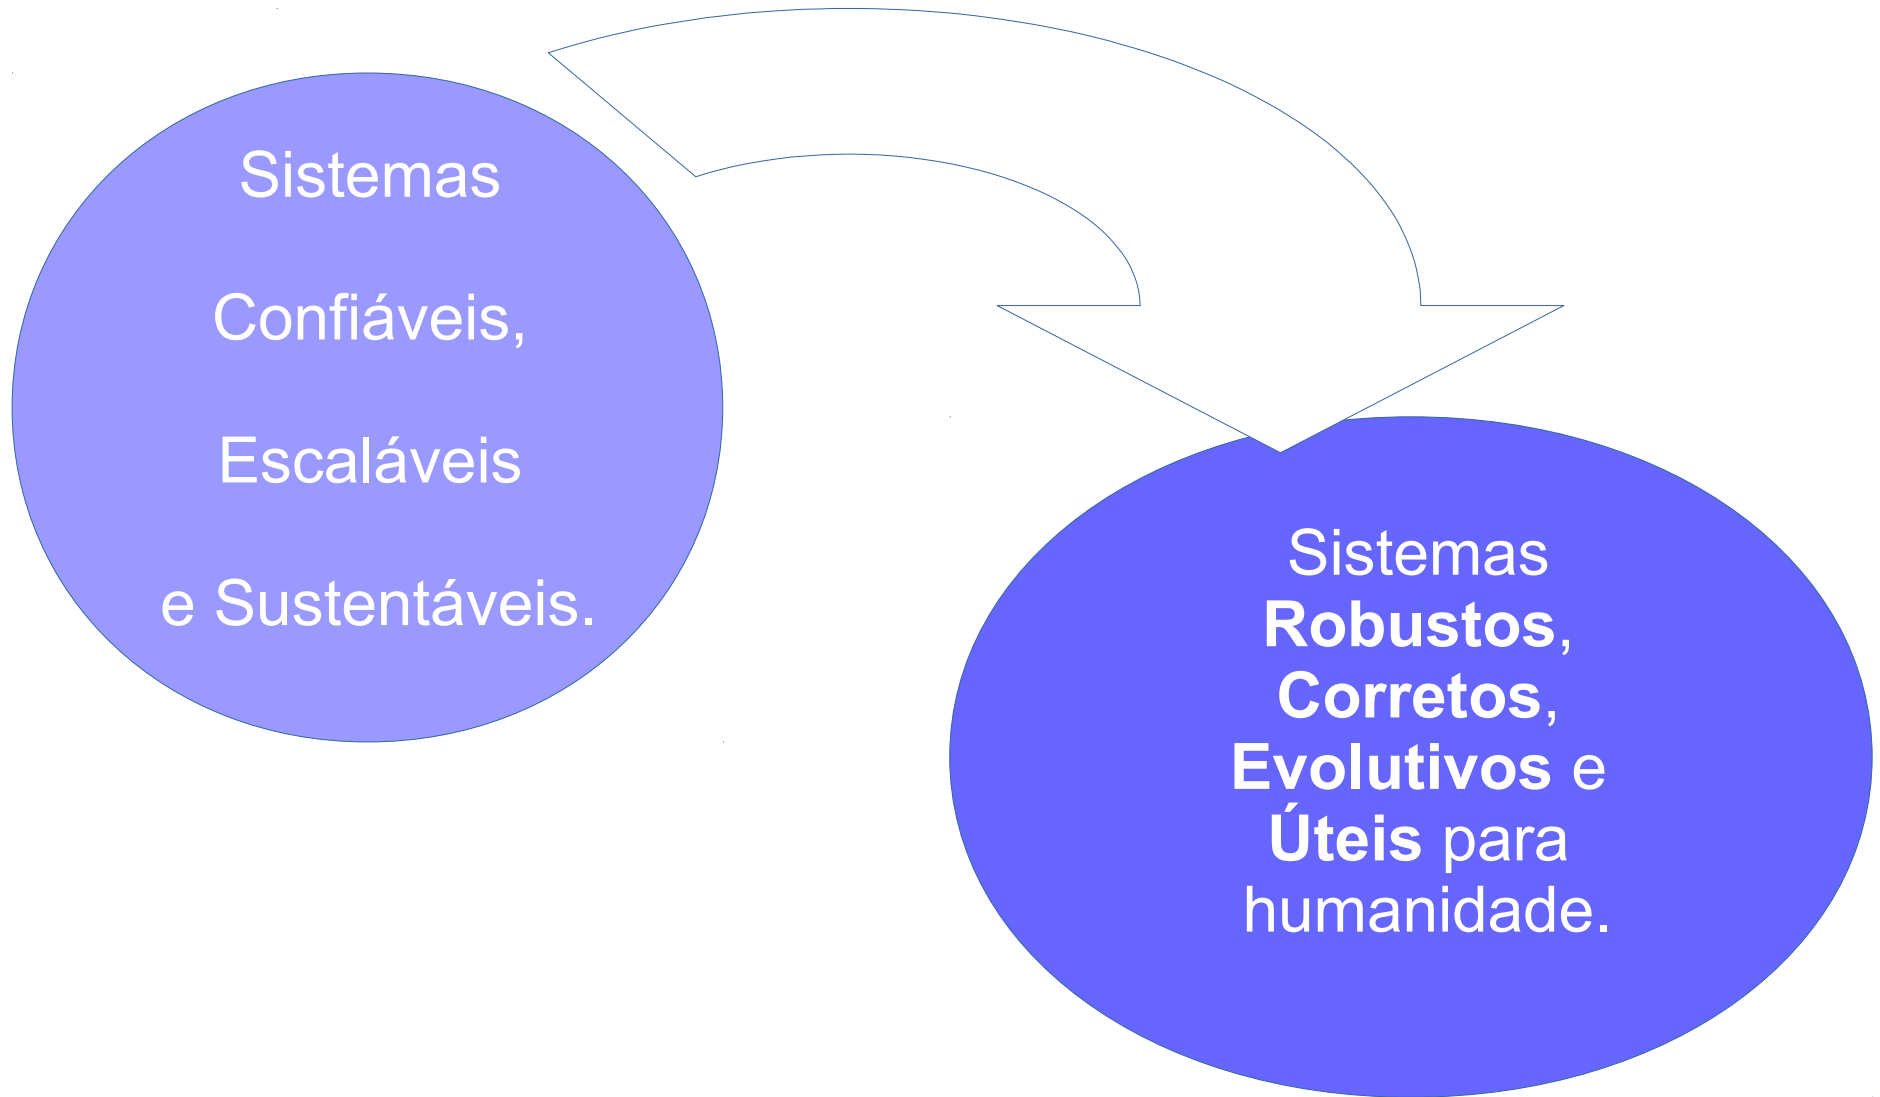 Sistemas
Confiáveis,
Escaláveis
e Sustentáveis.
Sistemas
Robustos,
Corretos,
Evolutivos e
Úteis para
humanidade.